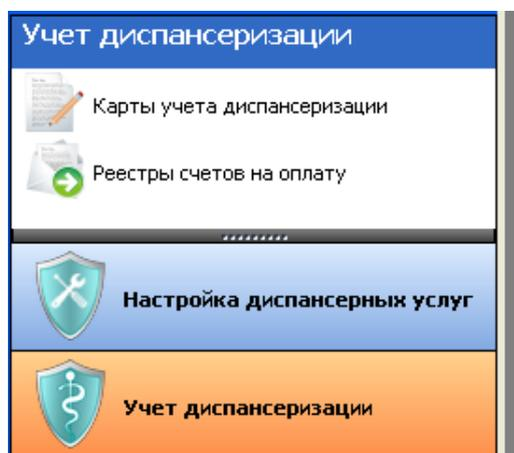 Учет диспансеризации
Карты учета диспансеризации
Реестры счетов на оплату
Настройка диспансерных услуг
Учет диспансеризации